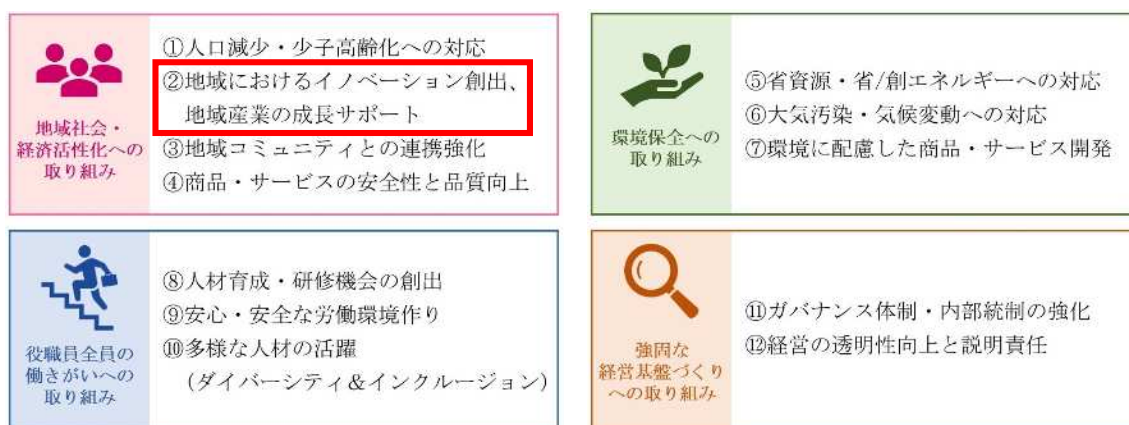 地域社会・
経済活性化への
取り組み
①人口減少・少子高齢化への対応
②地域におけるイノベーション創出、
地域産業の成長サポート
③地域コミュニティとの連携強化
④商品・サービスの安全性と品質向上
環境保全への
取り組み
⑤省資源・省/創エネルギーへの対応
⑥大気汚染・気候変動への対応
⑦環境に配慮した商品・サービス開発
役職員全員の
働きがいへの
取り組み
⑧人材育成・研修機会の創出
⑨安心・安全な労働環境作り
⑩多様な人材の活躍
(ダイバーシティ&インクルージョン)
強固な
経営基盤づくり
への取り組み
⑪ガバナンス体制・内部統制の強化
⑫経営の透明性向上と説明責任